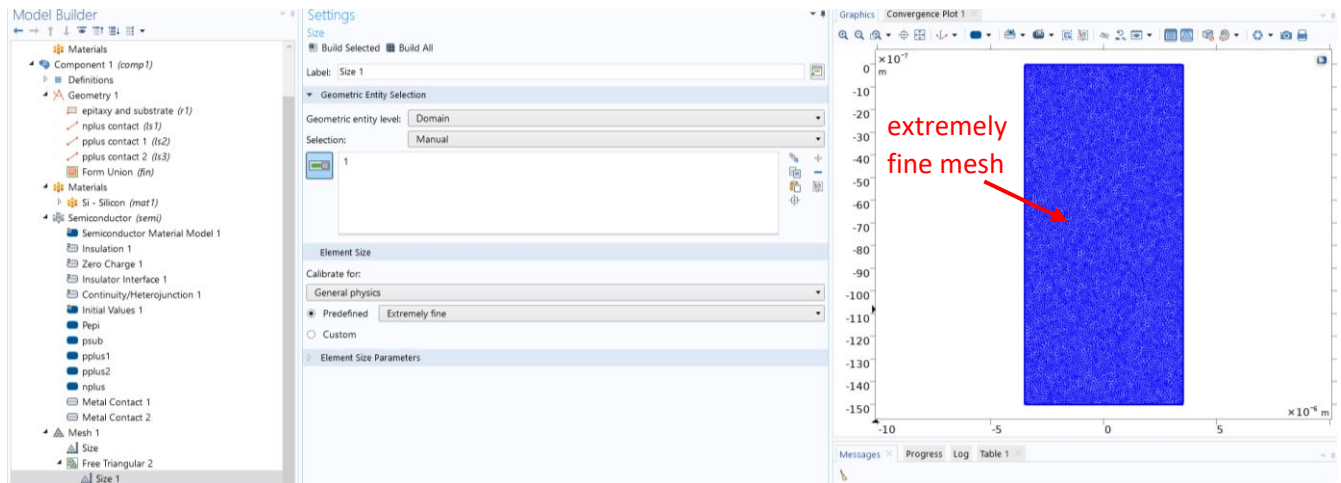 Model Builder
Materials
Component 1 (comp1)
Definitions
Geometry 1
epitaxy and substrate (r1)
nplus contact (ls1)
pplus contact 1 (ls2)
pplus contact 2 (ls3)
Form Union (fin)
Materials
Si - Silicon (mat1)
Semiconductor (semi)
Semiconductor Material Model 1
Insulation 1
Zero Charge 1
Insulator Interface 1
Continuity/Heterojunction 1
Initial Values 1
Pepi
psub
pplus1
pplus2
nplus
Metal Contact 1
Metal Contact 2
Mesh 1
Size
Free Triangular 2
Size 1
Settings
Size
Build Selected Build All
Label: Size 1
Geometric Entity Selection
Geometric entity level: Domain
Selection: Manual
1
Element Size
Calibrate for:
General physics
Predefined Extremely fine
Custom
Element Size Parameters
Graphics Convergence Plot 1
×10⁻⁷
m
0
-10
-20
-30
-40
-50
-60
-70
-80
-90
-100
-110
-120
-130
-140
-150
extremely
fine mesh
×10⁻⁶ m
-10 -5 0 5
Messages Progress Log Table 1